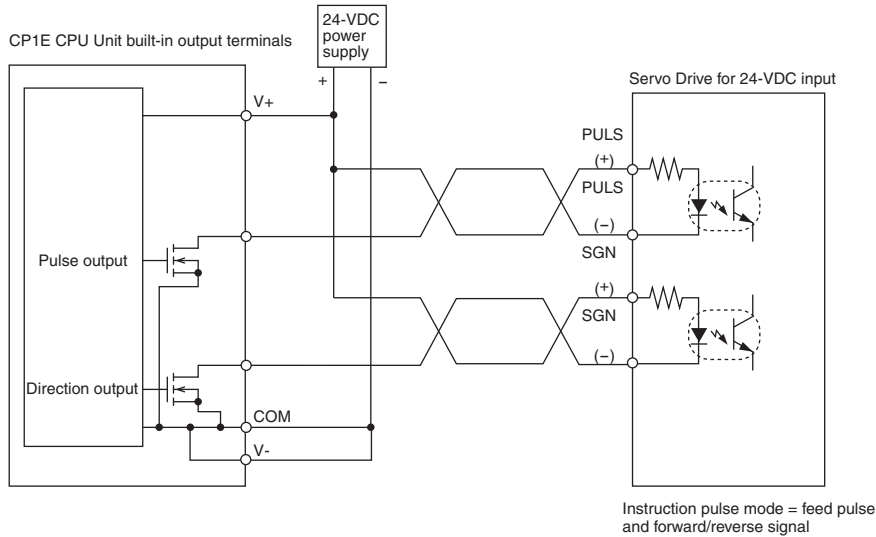 24-VDC
power
supply
CP1E CPU Unit built-in output terminals
+ −
Servo Drive for 24-VDC input
V+
PULS
(+)
PULS
(−)
SGN
Pulse output
(+)
SGN
(−)
Direction output
COM
V-
Instruction pulse mode = feed pulse
and forward/reverse signal